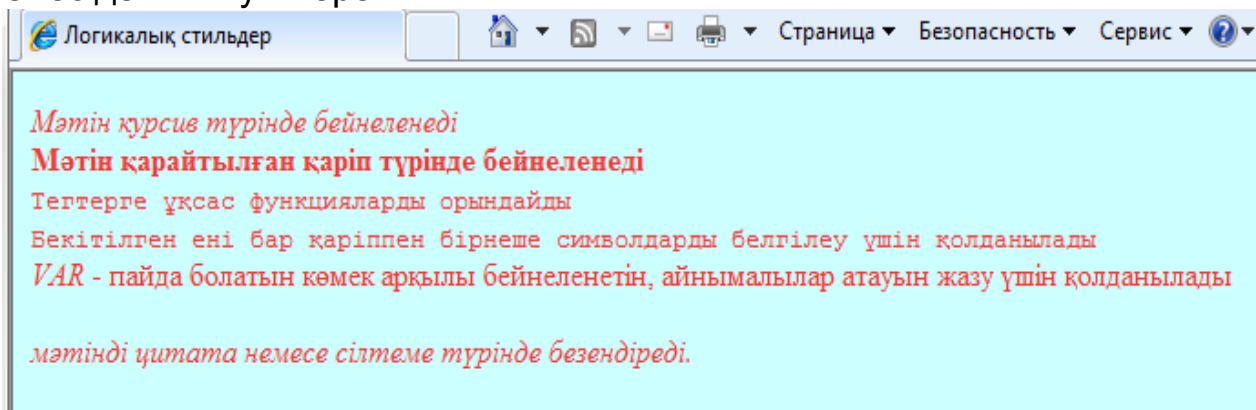 Логикалық стильдер
Страница Безопасность Сервис
Мәтін курсив түрінде бейнеленеді
Мәтін қарайтылған қаріп түрінде бейнеленеді
Тегтерге ұқсас функцияларды орындайды
Бекітілген ені бар қаріппен бірнеше символдарды белгілеу үшін қолданылады
VAR - пайда болатын көмек арқылы бейнеленетін, айнымалылар атауын жазу үшін қолданылады
мәтінді цитата немесе сілтеме түрінде безендіреді.